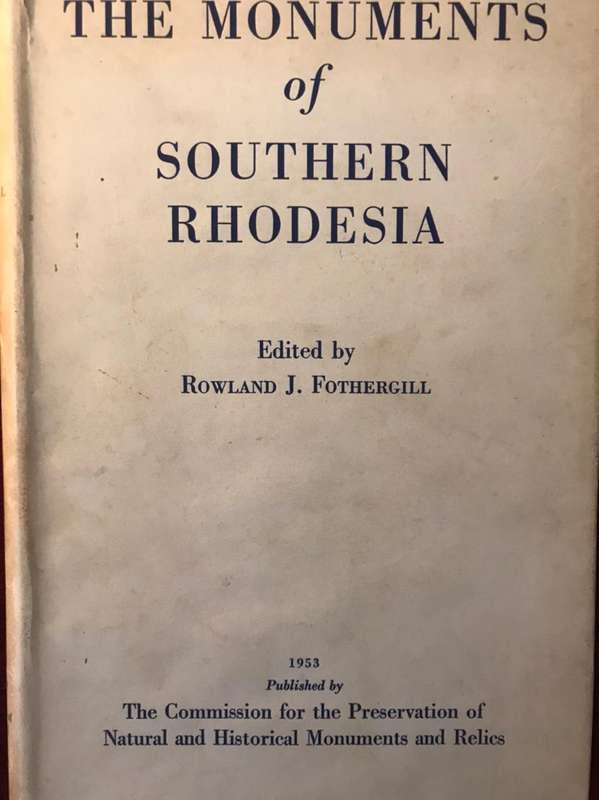 THE MONUMENTS
of
SOUTHERN
RHODESIA
Edited by
ROWLAND J. FOTHERGILL
1953
Published by
The Commission for the Preservation of
Natural and Historical Monuments and Relics